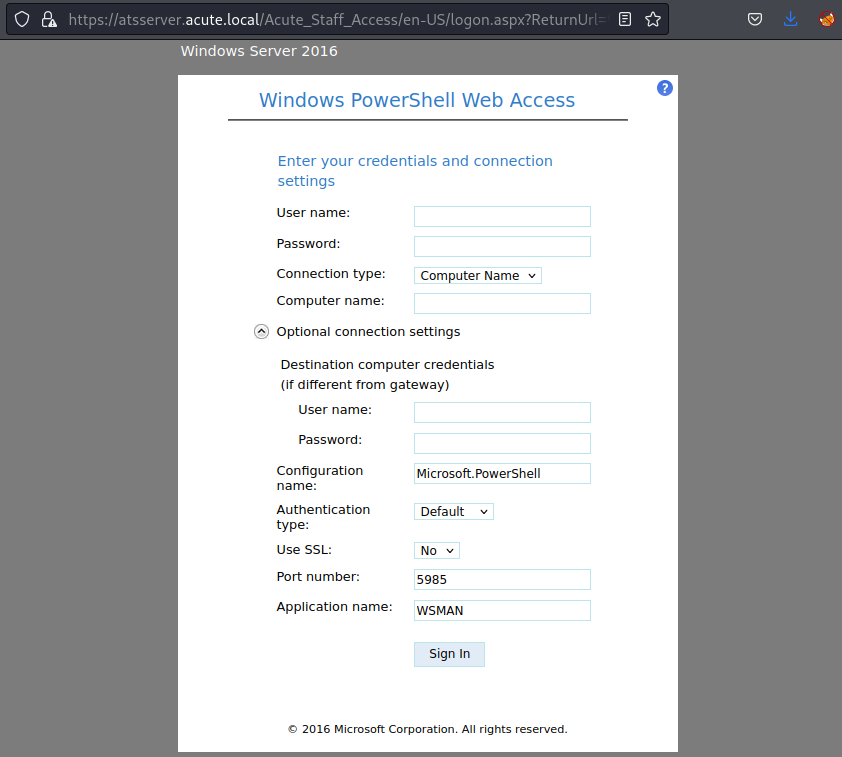 https://atsserver.acute.local/Acute_Staff_Access/en-US/logon.aspx?ReturnUrl=
Windows Server 2016
?
Windows PowerShell Web Access
Enter your credentials and connection
settings
User name:
Password:
Connection type: Computer Name
Computer name:
Optional connection settings
Destination computer credentials
(if different from gateway)
User name:
Password:
Configuration
name: Microsoft.PowerShell
Authentication
type: Default
Use SSL: No
Port number: 5985
Application name: WSMAN
Sign In
© 2016 Microsoft Corporation. All rights reserved.